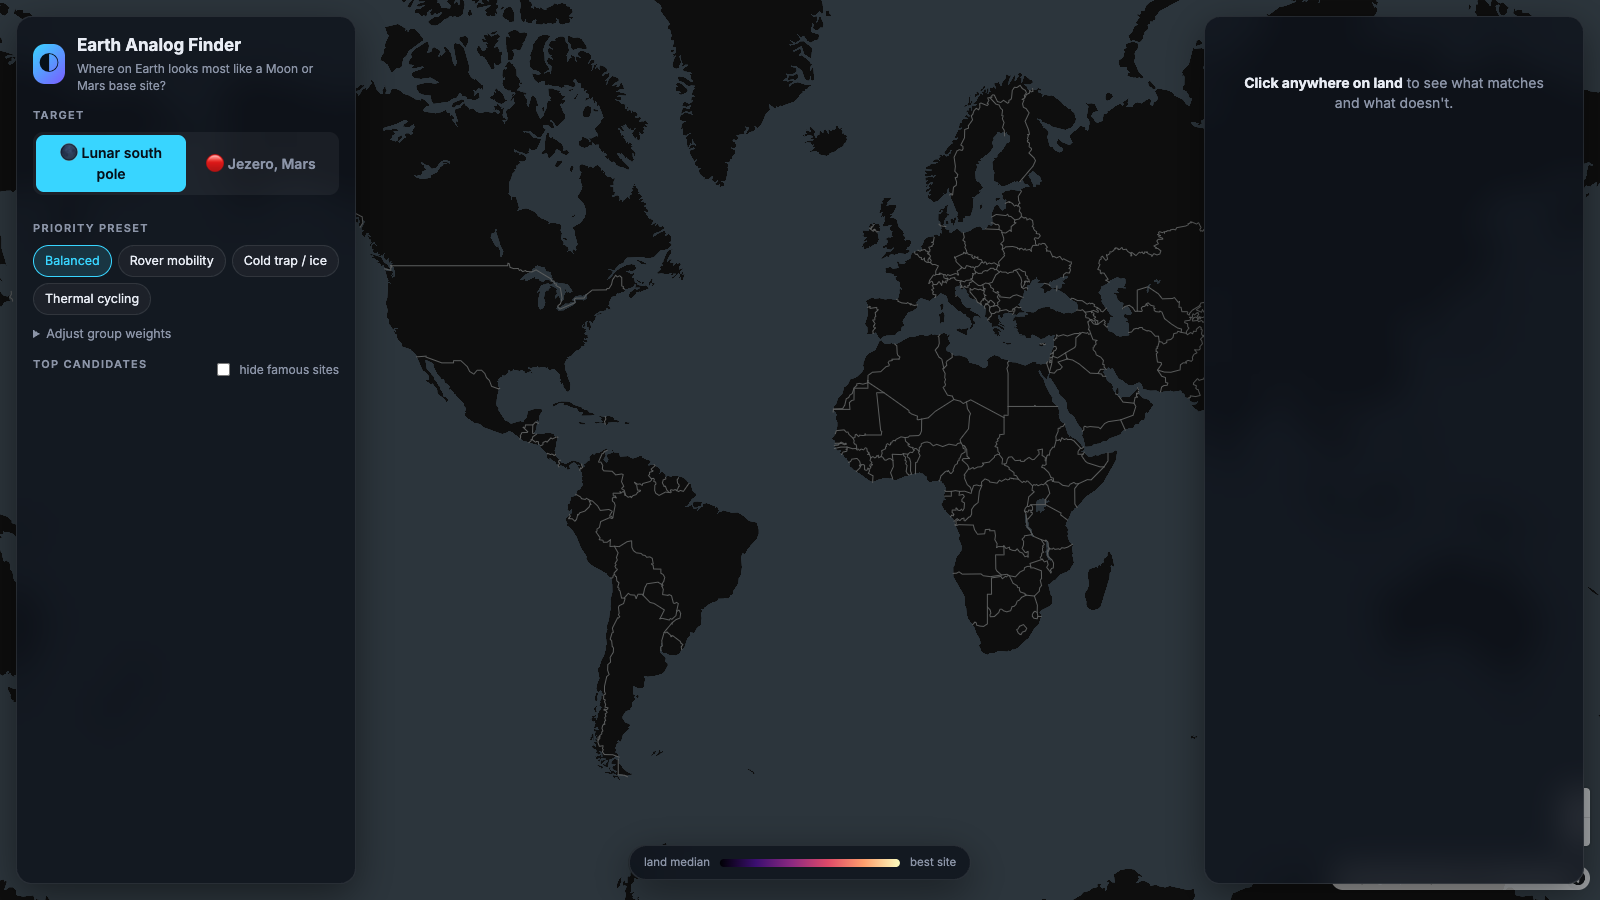 Earth Analog Finder
Where on Earth looks most like a Moon or
Mars base site?
TARGET
Lunar south
pole
Jezero, Mars
PRIORITY PRESET
Balanced
Rover mobility
Cold trap / ice
Thermal cycling
Adjust group weights
TOP CANDIDATES
hide famous sites
Click anywhere on land to see what matches
and what doesn't.
land median
best site